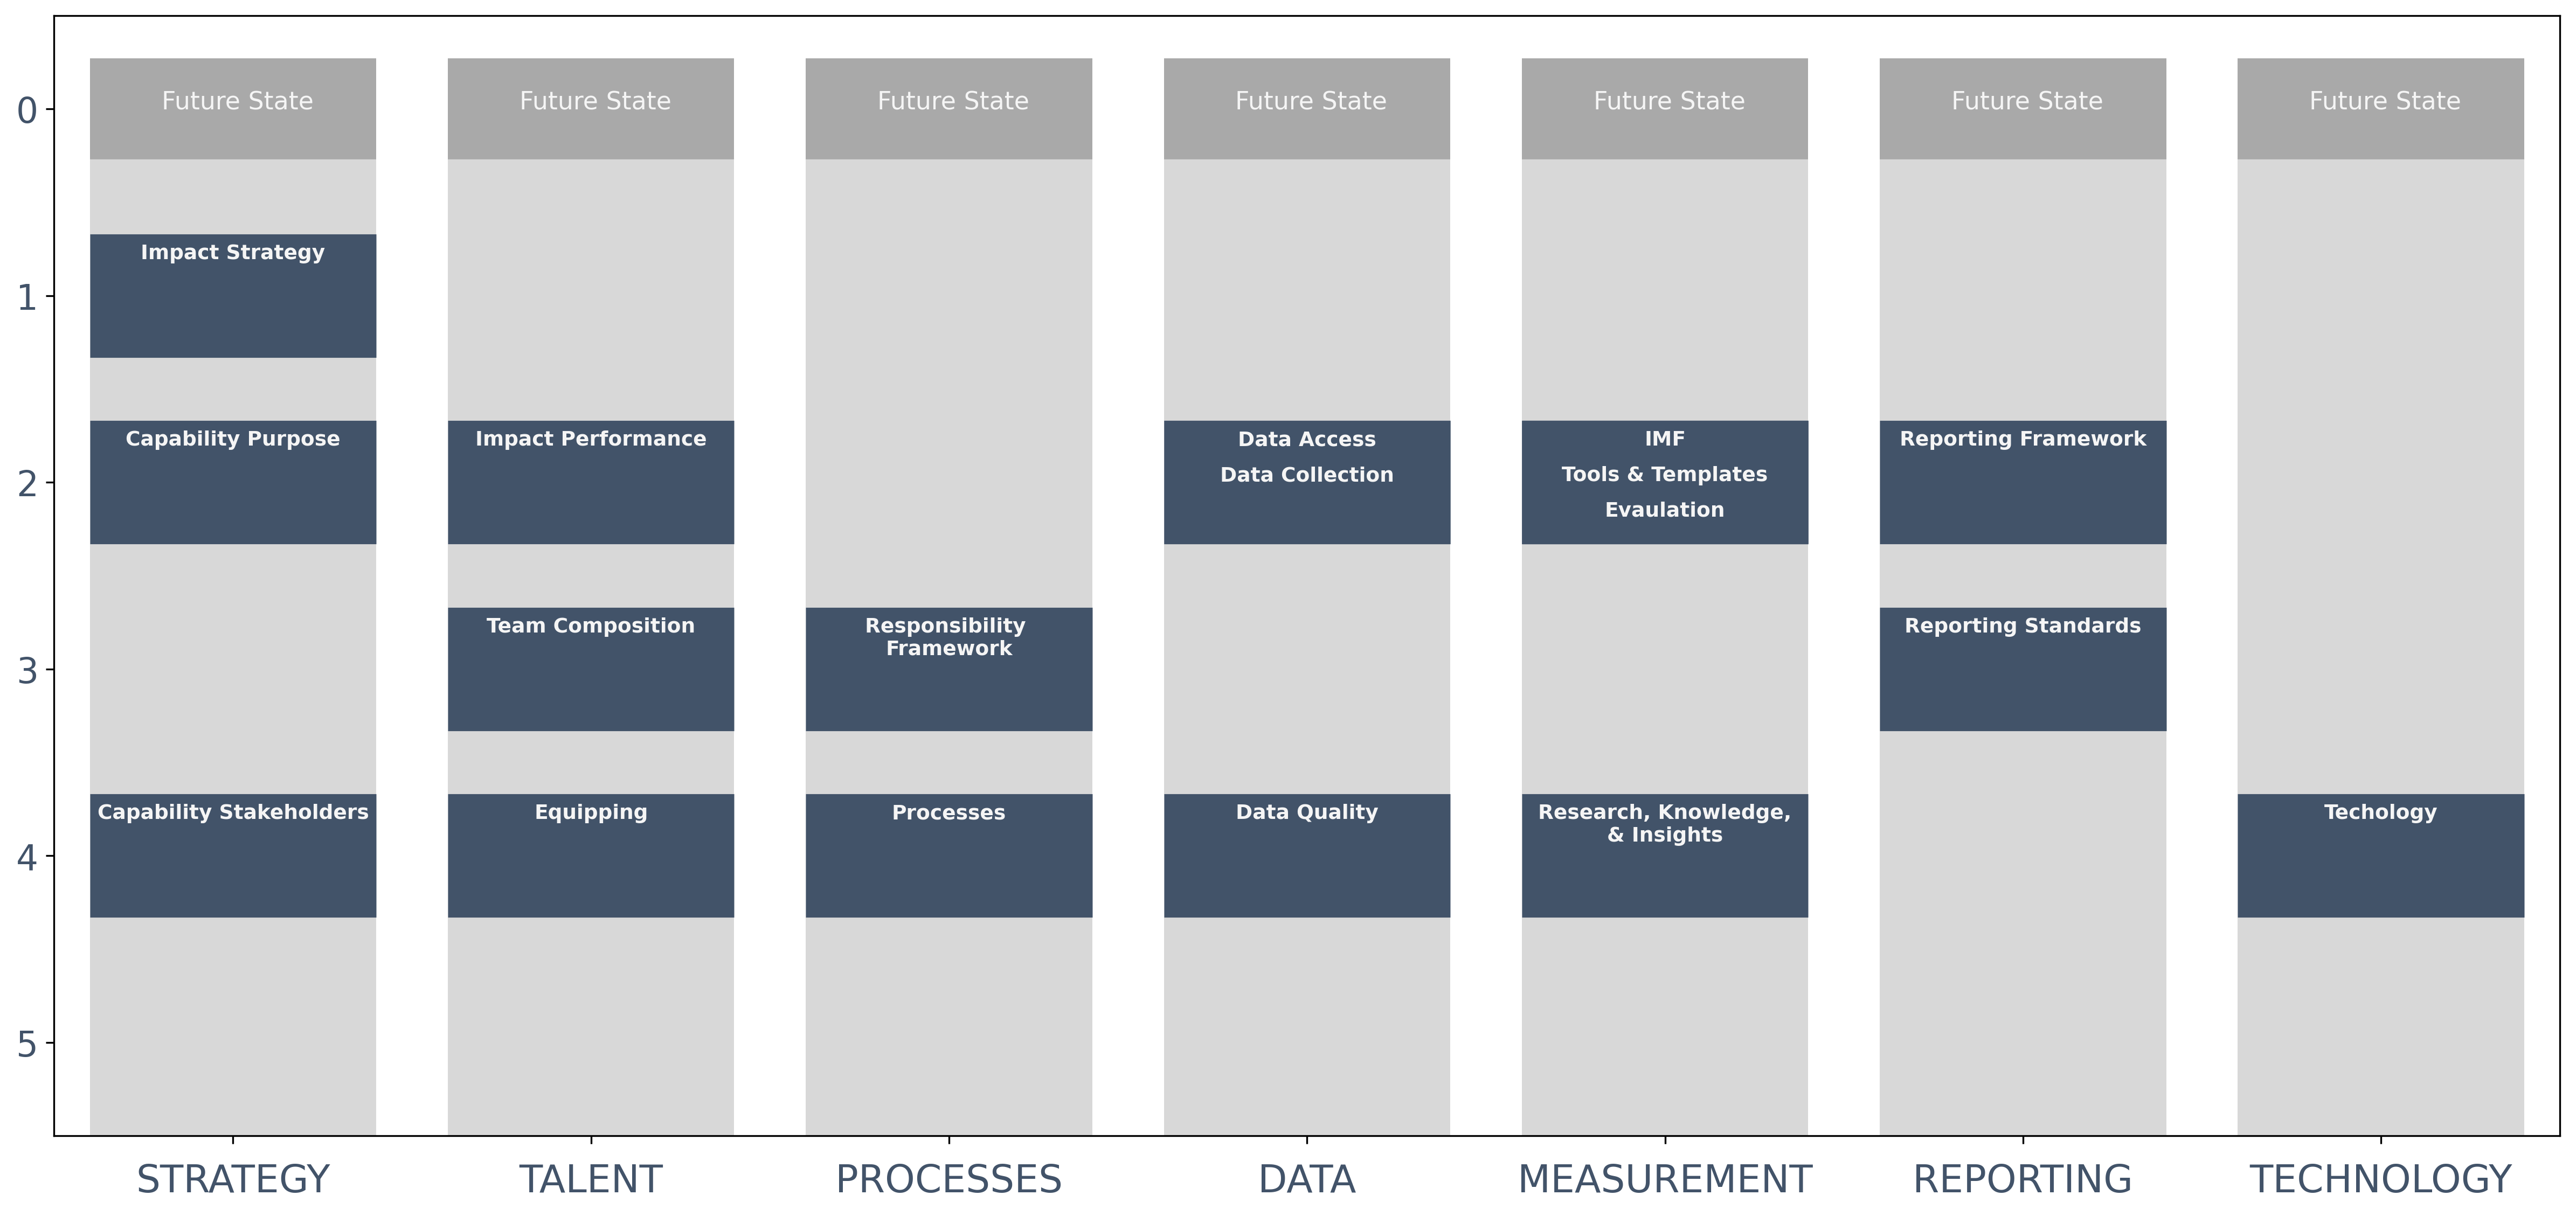 Future State Future State Future State Future State Future State Future State Future State
0
Impact Strategy
1
Capability Purpose Impact Performance Data Access IMF Reporting Framework
2 Data Collection Tools & Templates
Evaulation
Team Composition Responsibility Reporting Standards
Framework
3
Capability Stakeholders Equipping Processes Data Quality Research, Knowledge, Techology
& Insights
4
5
STRATEGY TALENT PROCESSES DATA MEASUREMENT REPORTING TECHNOLOGY